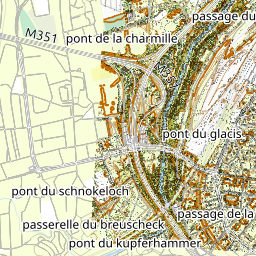 passage du
M351
pont de la charmille
pont du glacis
pont du schnokeloch
passage de la
passerelle du breuscheck
pont du kupferhammer